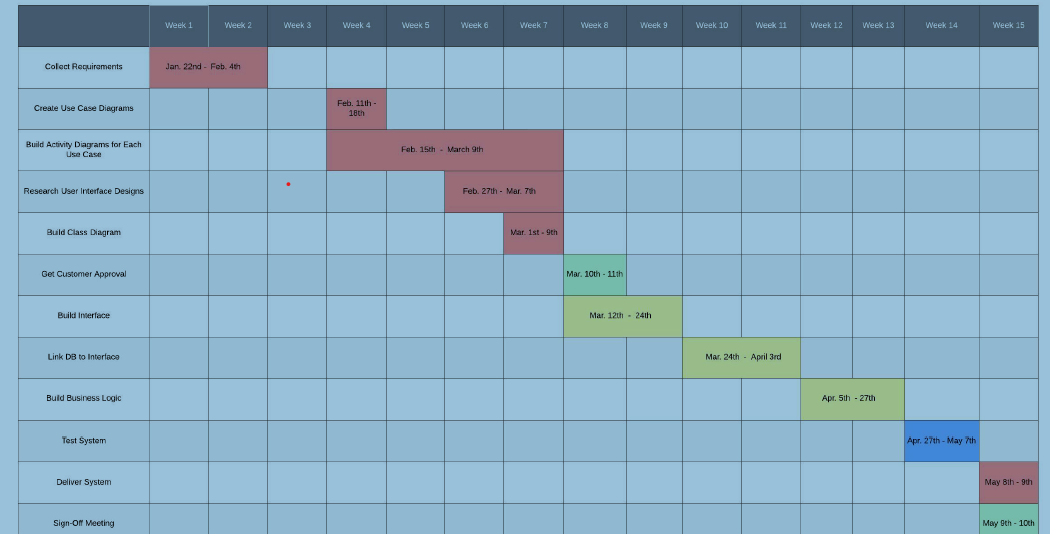 Week 1 Week 2 Week 3 Week 4 Week 5 Week 6 Week 7 Week 8 Week 9 Week 10 Week 11 Week 12 Week 13 Week 14 Week 15
Collect Requirements Jan. 22nd - Feb. 4th
Create Use Case Diagrams Feb. 11th -
16th
Build Activity Diagrams for Each
Use Case Feb. 15th - March 9th
Research User Interface Designs Feb. 27th - Mar. 7th
Build Class Diagram Mar. 1st - 9th
Get Customer Approval Mar. 10th - 11th
Build Interface Mar. 12th - 24th
Link DB to Interface Mar. 24th - April 3rd
Build Business Logic Apr. 5th - 27th
Test System Apr. 27th - May 7th
Deliver System May 8th - 9th
Sign-Off Meeting May 9th - 10th